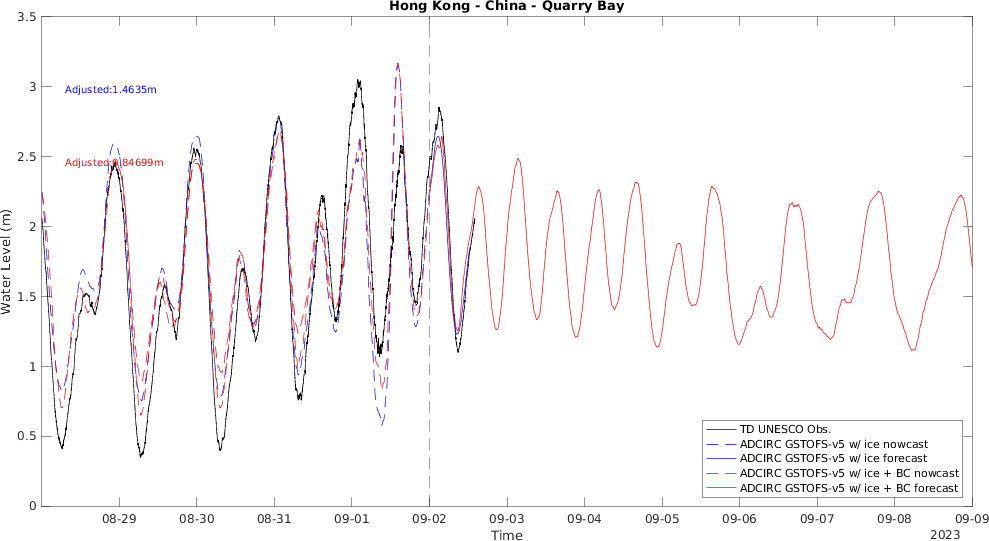 Hong Kong - China - Quarry Bay
3.5
3
2.5
2
1.5
1
0.5
0
Water Level (m)
Adjusted:1.4635m
Adjusted:0.84699m
TD UNESCO Obs.
ADCIRC GSTOFS-v5 w/ ice nowcast
ADCIRC GSTOFS-v5 w/ ice forecast
ADCIRC GSTOFS-v5 w/ ice + BC nowcast
ADCIRC GSTOFS-v5 w/ ice + BC forecast
08-29 08-30 08-31 09-01 09-02 09-03 09-04 09-05 09-06 09-07 09-08 09-09
Time
2023